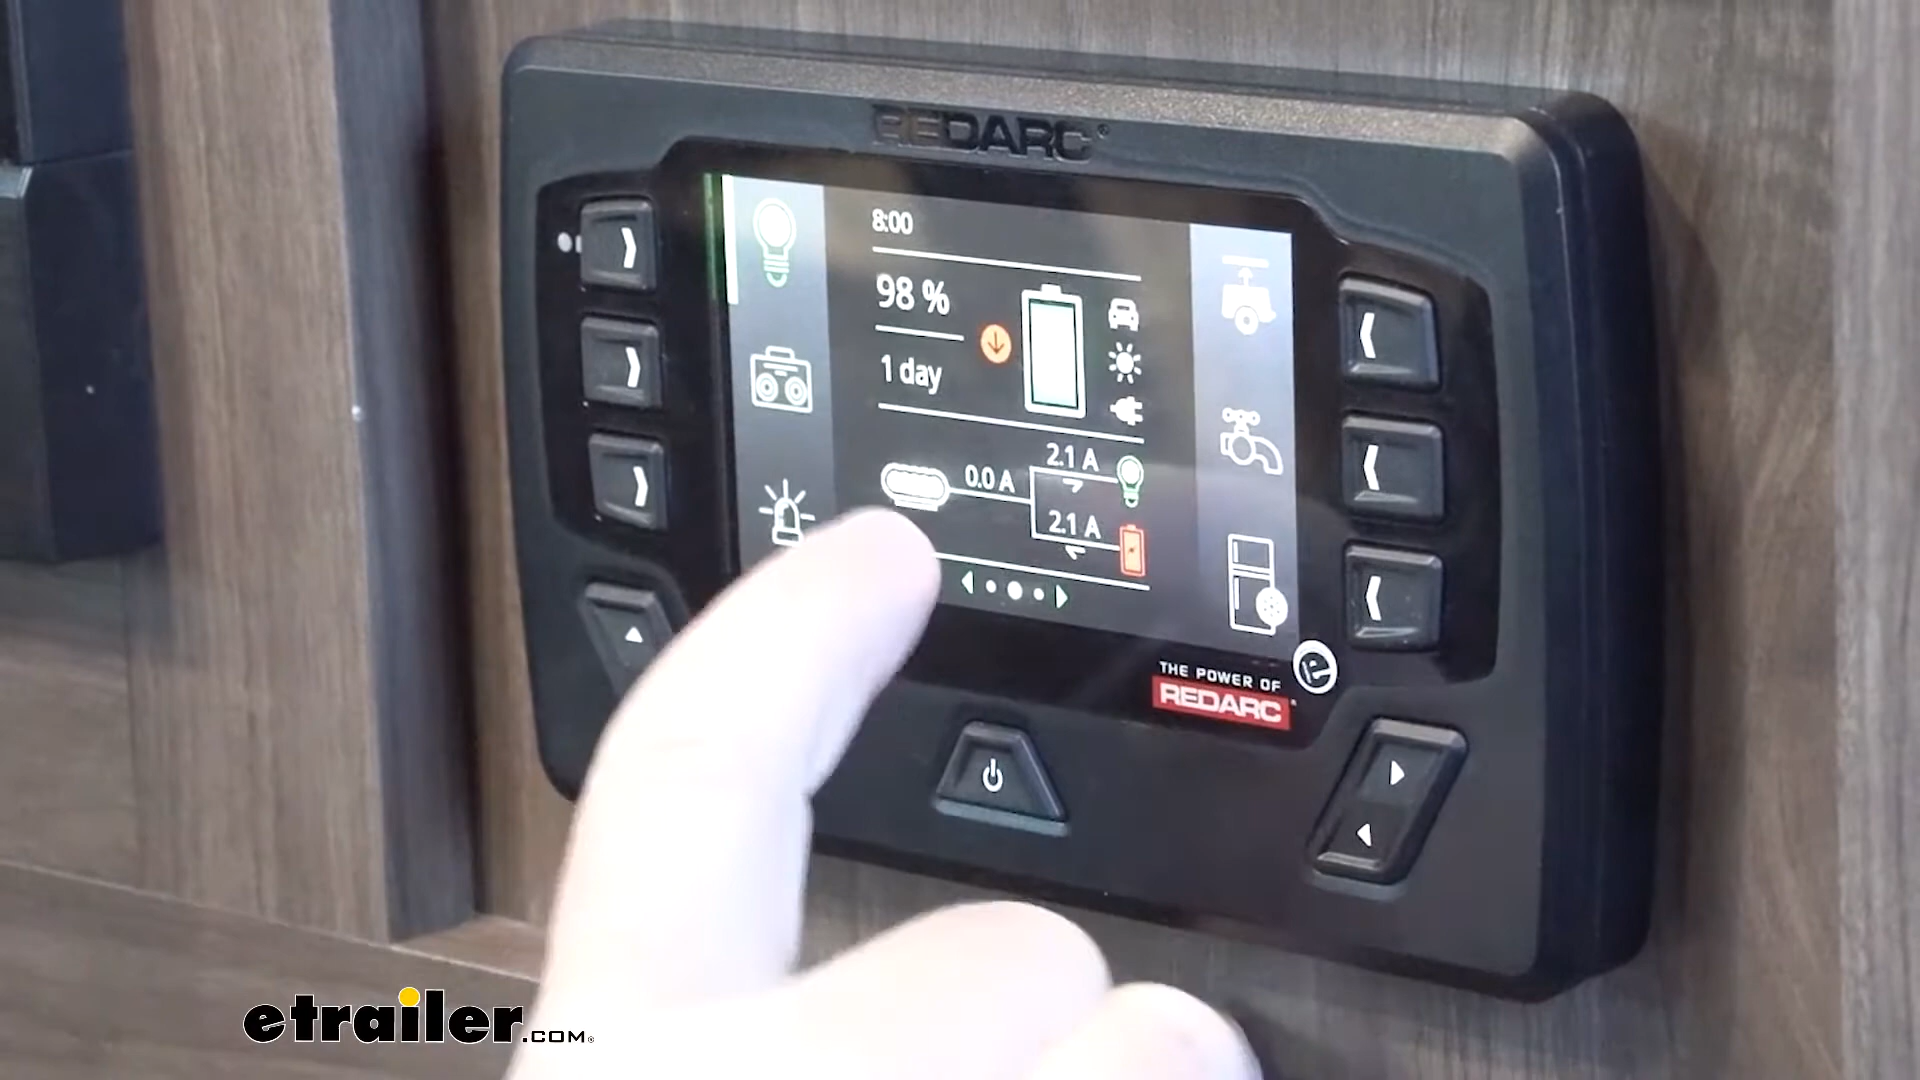 REDARC®
8:00
98 %
1 day
2.1 A
0.0 A
2.1 A
THE POWER OF
REDARC
etrailer.com®